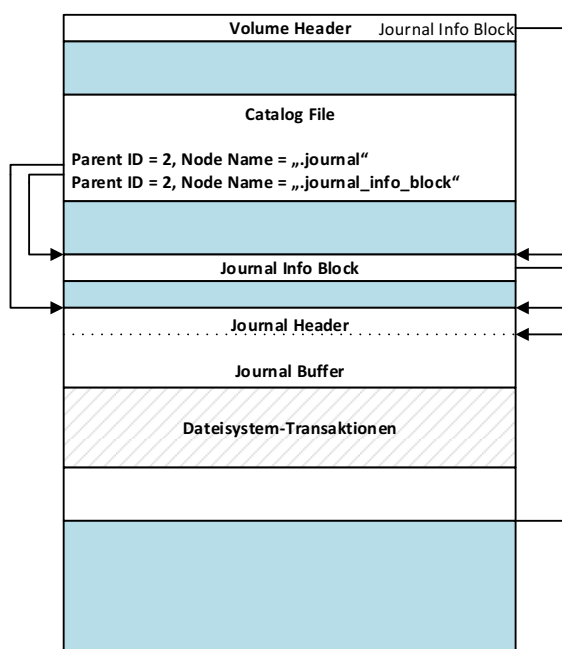 Volume Header Journal Info Block
Catalog File
Parent ID = 2, Node Name = „.journal“
Parent ID = 2, Node Name = „.journal_info_block“
Journal Info Block
Journal Header
Journal Buffer
Dateisystem-Transaktionen